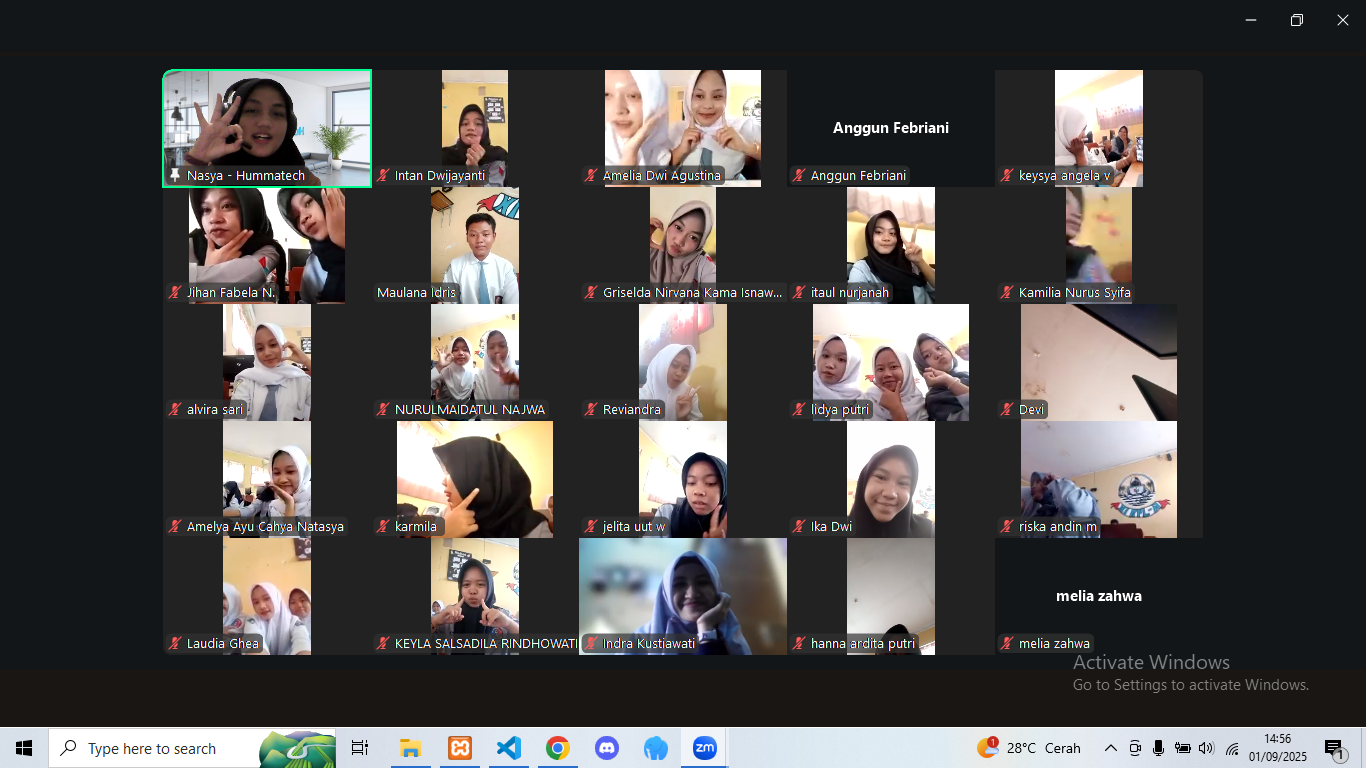 Nasya - Hummatech
Intan Dwijayanti
Amelia Dwi Agustina
Anggun Febriani
Anggun Febriani
keysya angela v
Jihan Fabela N.
Maulana Idris
Griselda Nirvana Kama Isnaw...
itaul nurjanah
Kamilia Nurus Syifa
alvira sari
NURULMAIDATUL NAJWA
Reviandra
lidya putri
Devi
Amelya Ayu Cahya Natasya
karmila
jelita uut w
Ika Dwi
riska andin m
Laudia Ghea
KEYLA SALSADILA RINDHOWATI
Indra Kustiawati
hanna ardita putri
melia zahwa
melia zahwa
Activate Windows
Go to Settings to activate Windows.
Type here to search
zm
1
28°C Cerah
14:56
01/09/2025
1